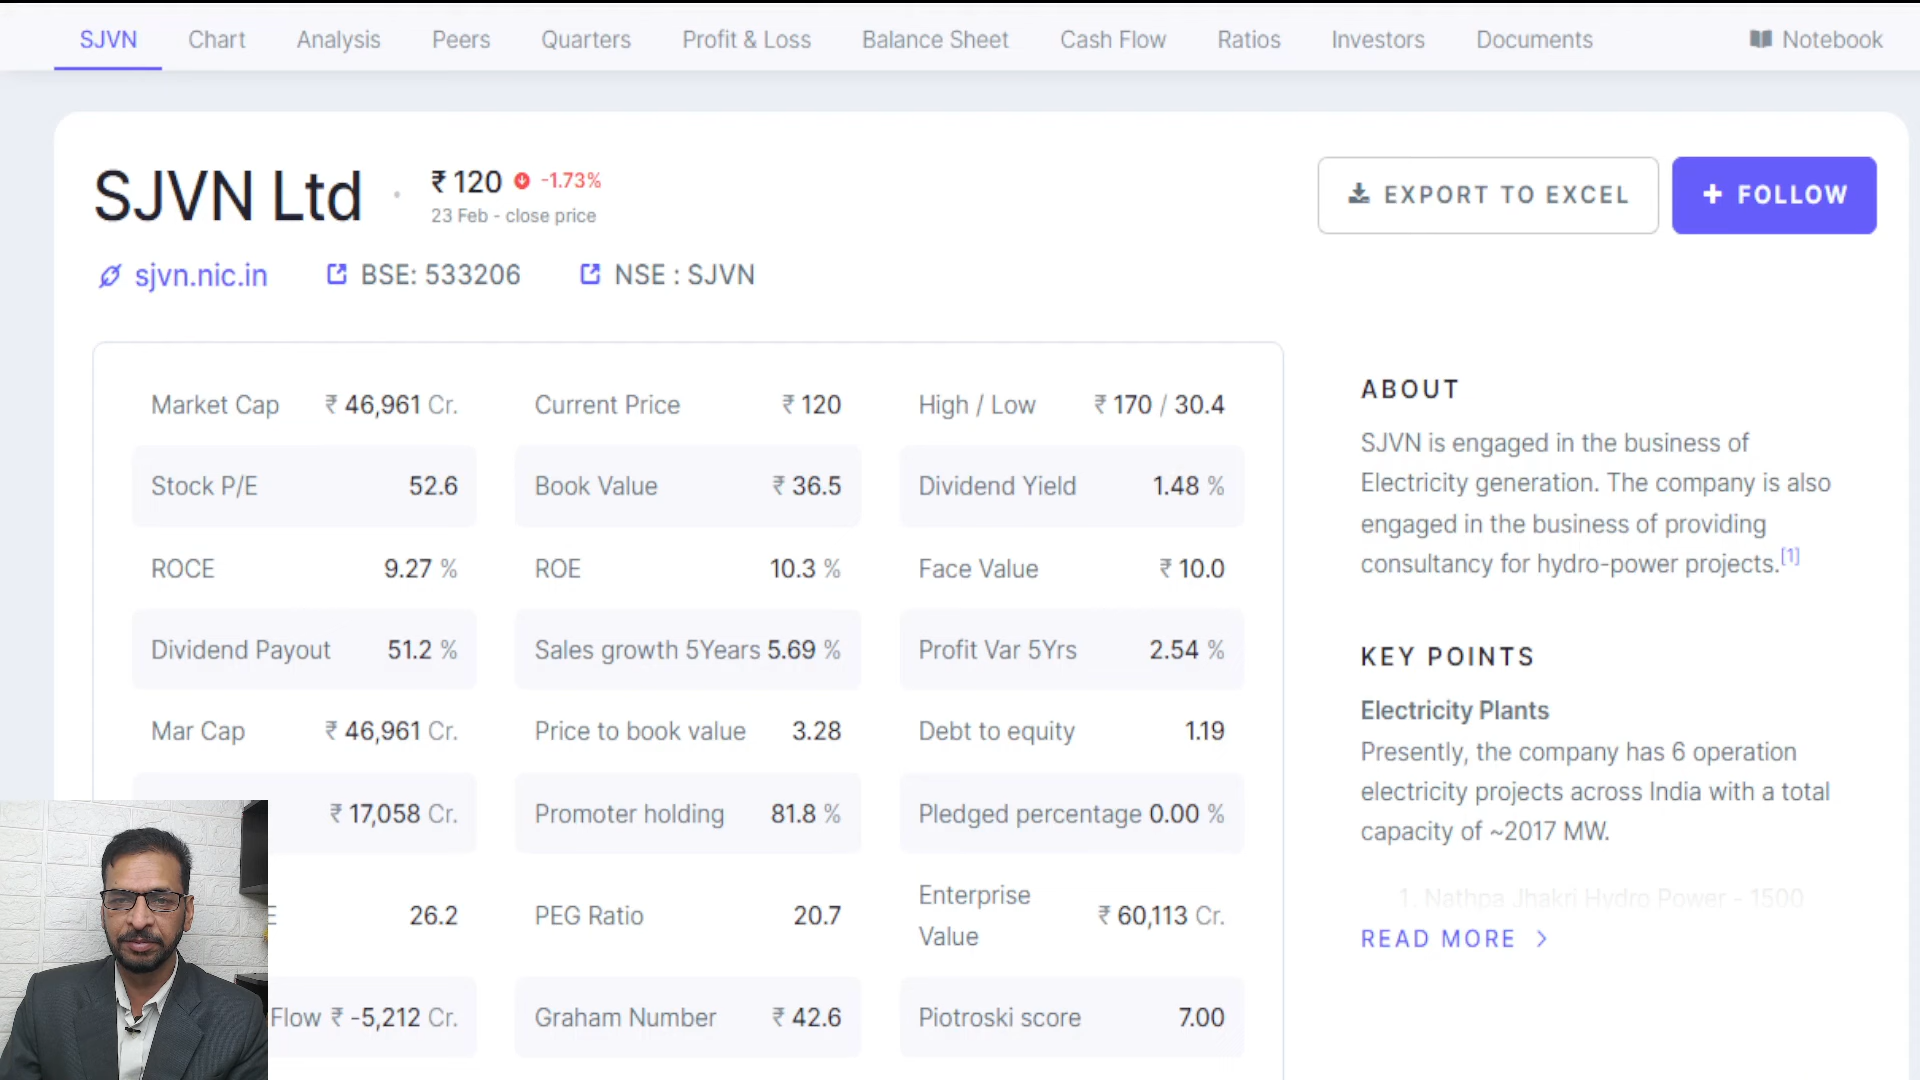 SJVN Chart Analysis Peers Quarters Profit & Loss Balance Sheet Cash Flow Ratios Investors Documents Notebook
SJVN Ltd
₹ 120 -1.73%
23 Feb - close price
EXPORT TO EXCEL
+ FOLLOW
sjvn.nic.in BSE: 533206 NSE : SJVN
Market Cap ₹ 46,961 Cr.
Current Price ₹ 120
High / Low ₹ 170 / 30.4
Stock P/E 52.6
Book Value ₹ 36.5
Dividend Yield 1.48 %
ROCE 9.27 %
ROE 10.3 %
Face Value ₹ 10.0
Dividend Payout 51.2 %
Sales growth 5Years 5.69 %
Profit Var 5Yrs 2.54 %
Mar Cap ₹ 46,961 Cr.
Price to book value 3.28
Debt to equity 1.19
₹ 17,058 Cr.
Promoter holding 81.8 %
Pledged percentage 0.00 %
E 26.2
PEG Ratio 20.7
Enterprise
Value ₹ 60,113 Cr.
Flow ₹ -5,212 Cr.
Graham Number ₹ 42.6
Piotroski score 7.00
ABOUT
SJVN is engaged in the business of
Electricity generation. The company is also
engaged in the business of providing
consultancy for hydro-power projects.[1]
KEY POINTS
Electricity Plants
Presently, the company has 6 operation
electricity projects across India with a total
capacity of ~2017 MW.
1. Nathpa Jhakri Hydro Power - 1500
READ MORE >